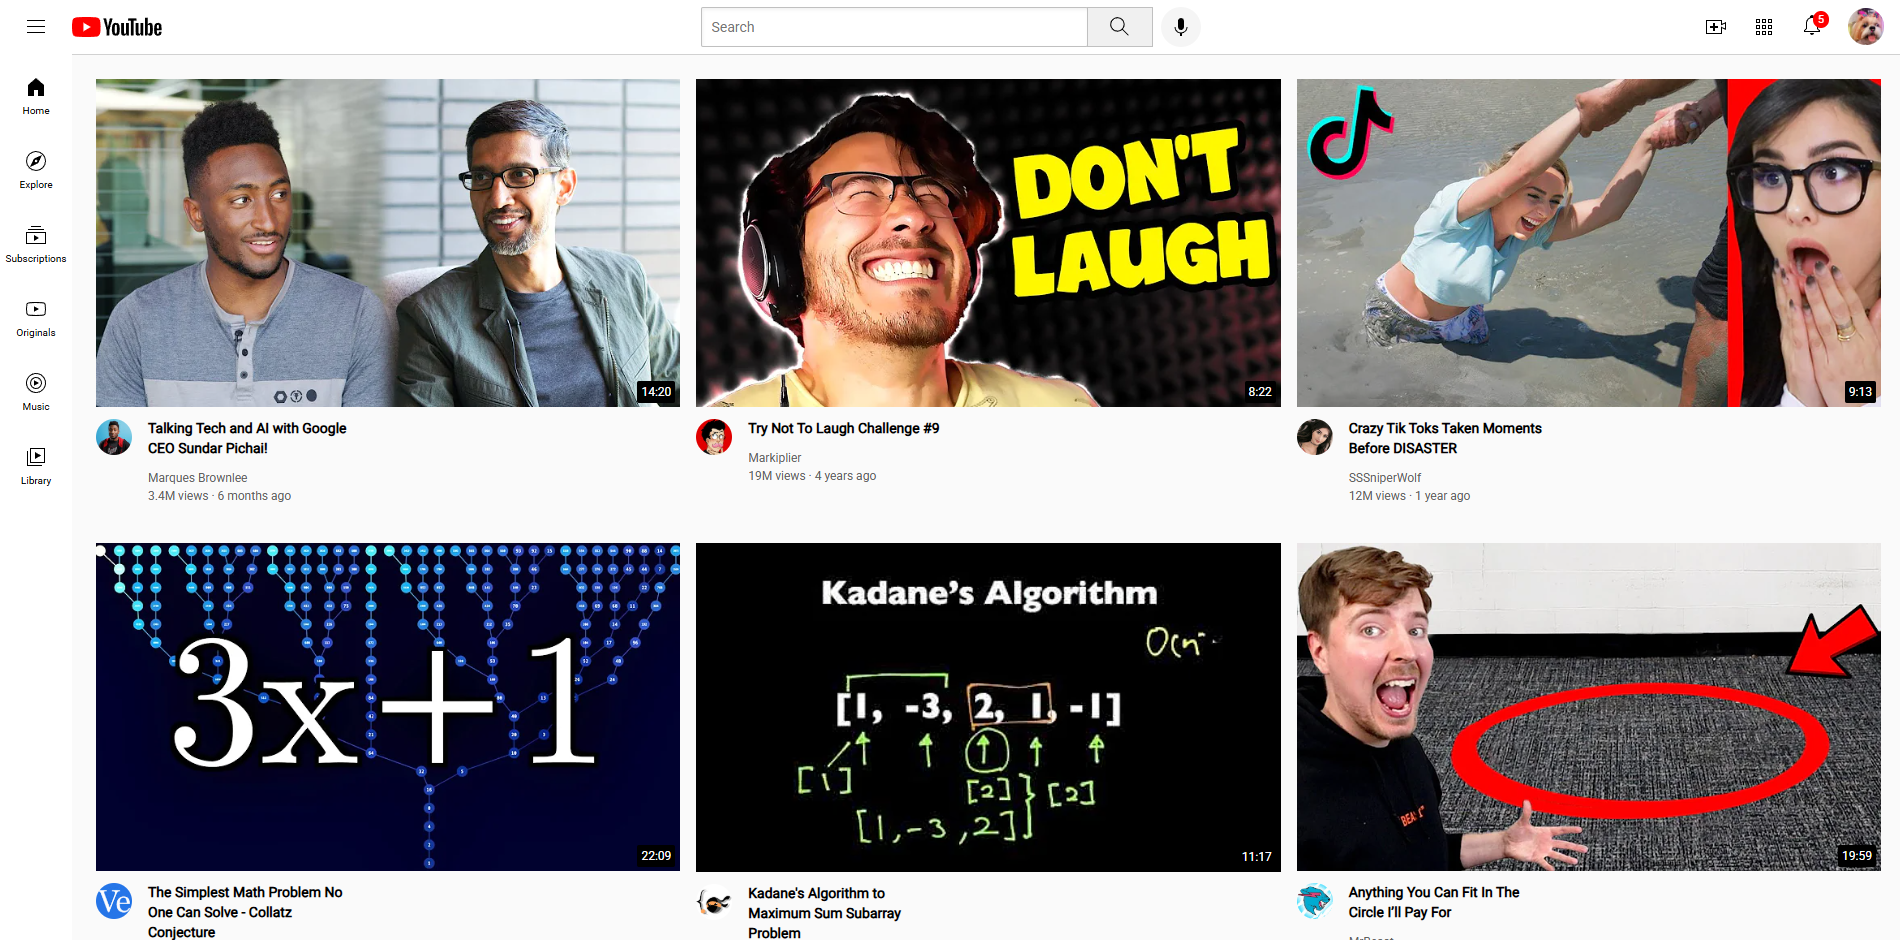 YouTube
Search
5
Home
Explore
Subscriptions
Originals
Music
Library
14:20
Talking Tech and AI with Google
CEO Sundar Pichai!
Marques Brownlee
3.4M views · 6 months ago
DON'T
LAUGH
8:22
Try Not To Laugh Challenge #9
Markiplier
19M views · 4 years ago
9:13
Crazy Tik Toks Taken Moments
Before DISASTER
SSSniperWolf
12M views · 1 year ago
3x+1
22:09
Ve
The Simplest Math Problem No
One Can Solve - Collatz
Conjecture
Kadane's Algorithm
[1, -3, 2, 1, -1]
[1]
[2]
[2]
[1, -3, 2]
11:17
Kadane's Algorithm to
Maximum Sum Subarray
Problem
19:59
Anything You Can Fit In The
Circle I'll Pay For